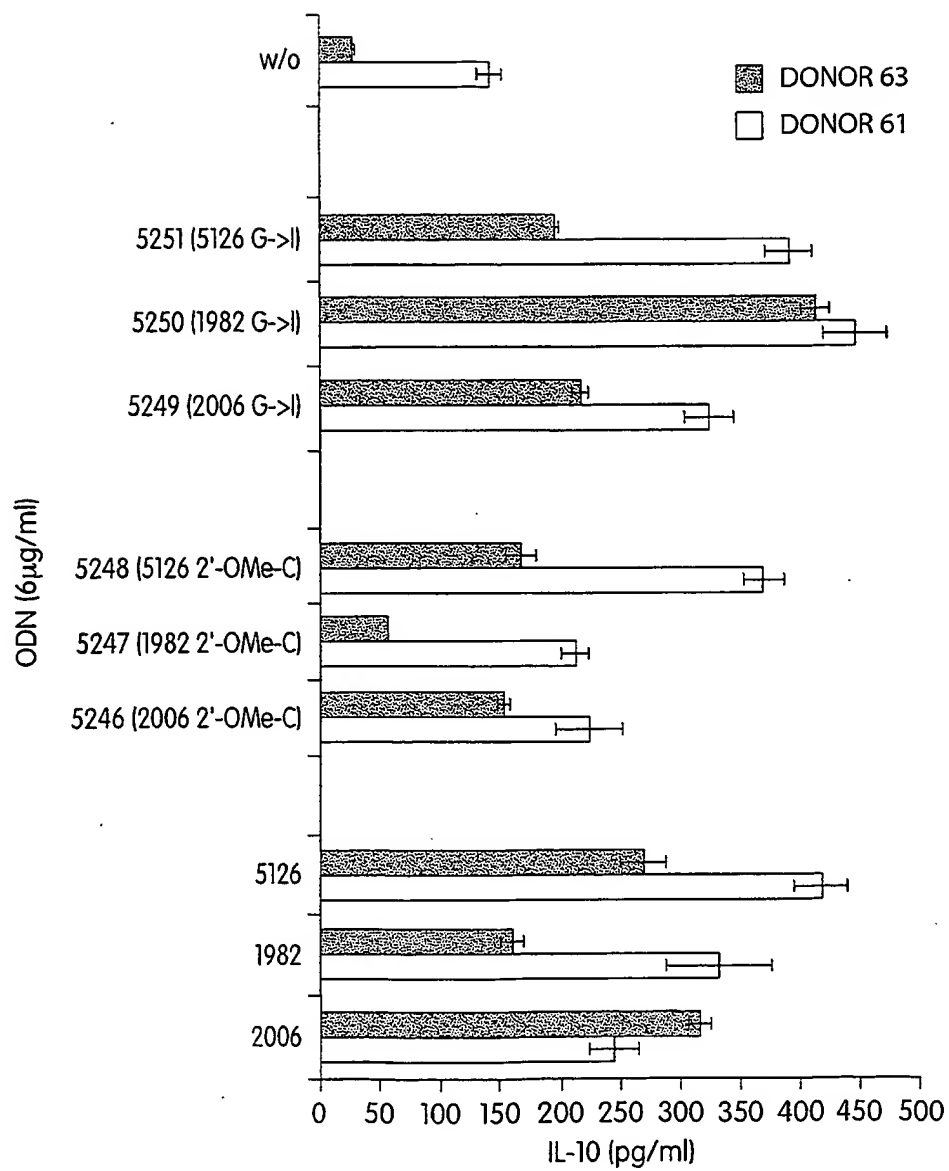 w/o
DONOR 63
DONOR 61
5251 (5126 G->I)
5250 (1982 G->I)
5249 (2006 G->I)
5248 (5126 2'-OMe-C)
5247 (1982 2'-OMe-C)
5246 (2006 2'-OMe-C)
5126
1982
2006
ODN (6µg/ml)
0 50 100 150 200 250 300 350 400 450 500
IL-10 (pg/ml)